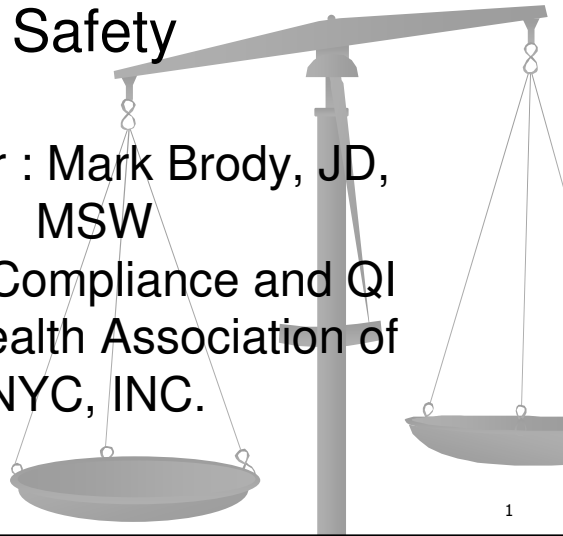 Safety
r : Mark Brody, JD,
MSW
Compliance and QI
ealth Association of
NYC, INC.
1